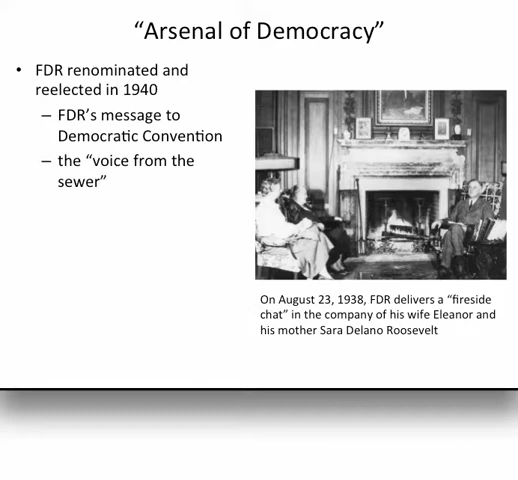 “Arsenal of Democracy”
• FDR renominated and
reelected in 1940
– FDR’s message to
Democratic Convention
– the “voice from the
sewer”
On August 23, 1938, FDR delivers a “fireside
chat” in the company of his wife Eleanor and
his mother Sara Delano Roosevelt